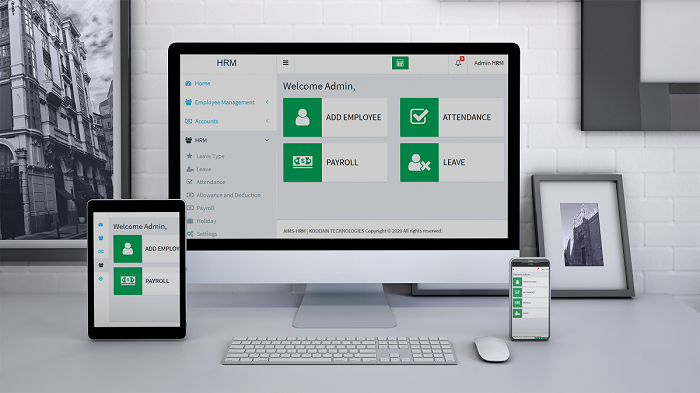 HRM
Admin HRM
Home
Employee Management
Accounts
HRM
Leave Type
Leave
Attendance
Allowance and Deduction
Payroll
Holiday
Settings
Welcome Admin,
ADD EMPLOYEE
ATTENDANCE
PAYROLL
LEAVE
AIMS-HRM | KODEINN TECHNOLOGIES Copyright © 2020 All rights reserved.
Welcome Admin,
ADD EMPLOY
PAYROLL